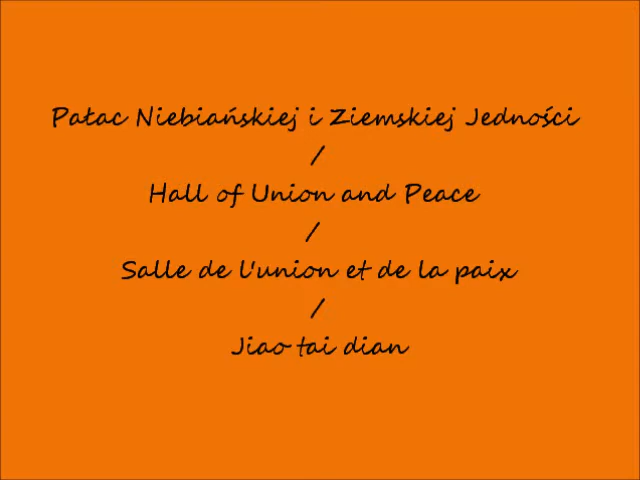 Pałac Niebiańskiej i Ziemskiej Jedności
/
Hall of Union and Peace
/
Salle de l'union et de la paix
/
Jiao tai dian